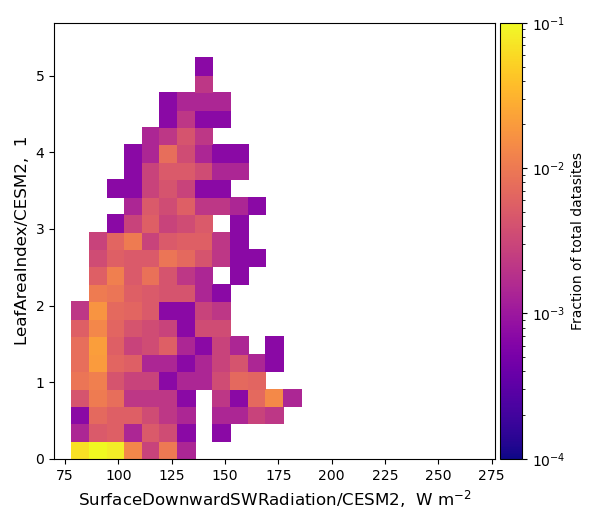 5
4
3
2
1
0
LeafAreaIndex/CESM2,  1
75 100 125 150 175 200 225 250 275
SurfaceDownwardSWRadiation/CESM2,  W m⁻²
10⁻¹
10⁻²
10⁻³
10⁻⁴
Fraction of total datasites